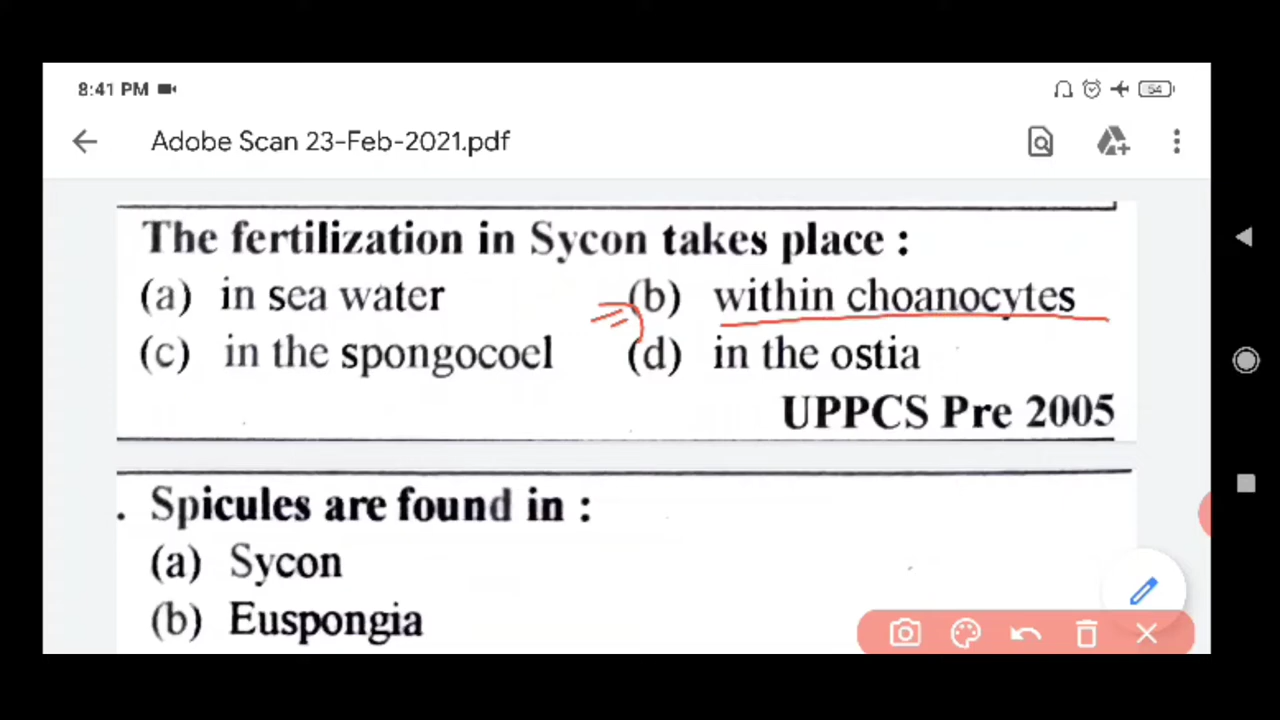 8:41 PM
54
Adobe Scan 23-Feb-2021.pdf
The fertilization in Sycon takes place :
(a) in sea water (b) within choanocytes
(c) in the spongocoel (d) in the ostia
UPPCS Pre 2005
. Spicules are found in :
(a) Sycon
(b) Euspongia